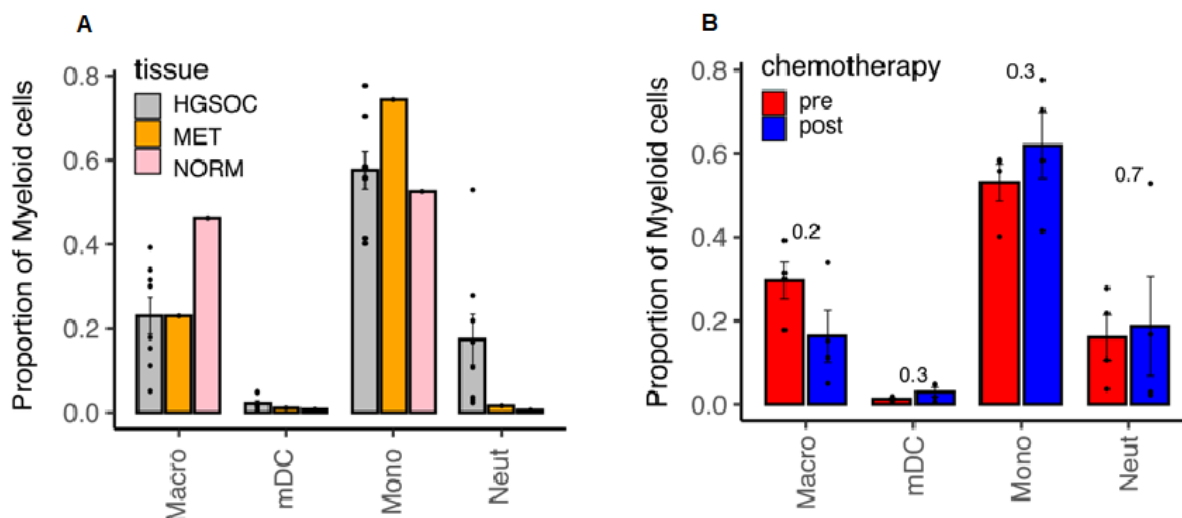 A
Proportion of Myeloid cells
0.8
0.6
0.4
0.2
0.0
tissue
HGSOC
MET
NORM
Macro
mDC
Mono
Neut
B
Proportion of Myeloid cells
0.8
0.6
0.4
0.2
0.0
chemotherapy
pre
post
0.2
0.3
0.3
0.7
Macro
mDC
Mono
Neut